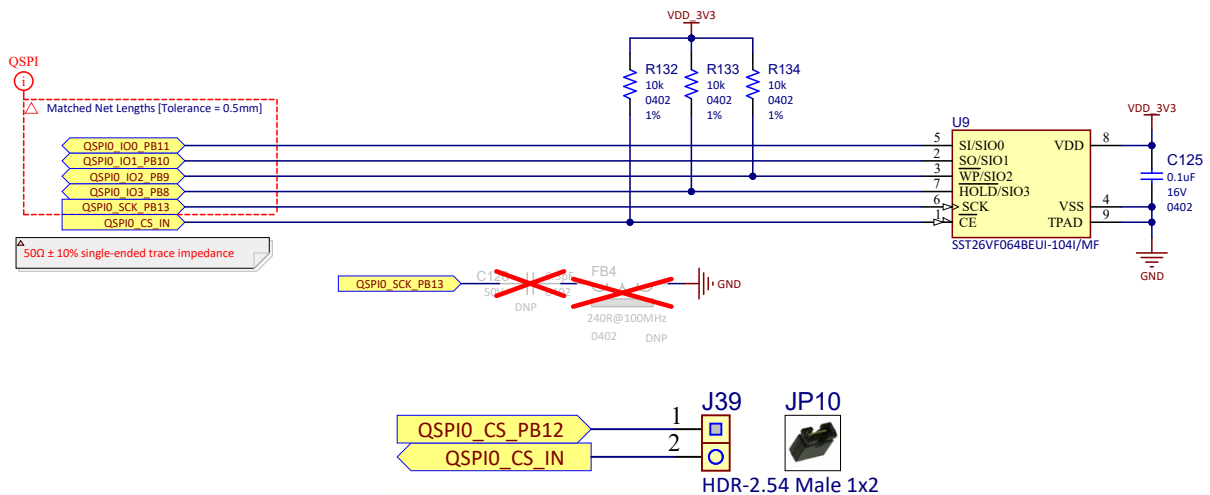 VDD_3V3
QSPI
i
R132
10k
0402
1%
R133
10k
0402
1%
R134
10k
0402
1%
Matched Net Lengths [Tolerance = 0.5mm]
VDD_3V3
U9
QSPI0_IO0_PB11
5
SI/SIO0
VDD
8
QSPI0_IO1_PB10
2
SO/SIO1
QSPI0_IO2_PB9
3
WP/SIO2
QSPI0_IO3_PB8
7
HOLD/SIO3
QSPI0_SCK_PB13
6
SCK
VSS
4
QSPI0_CS_IN
1
CE
TPAD
9
C125
0.1uF
16V
0402
SST26VF064BEUI-104I/MF
GND
50Ω ± 10% single-ended trace impedance
QSPI0_SCK_PB13
50V
0402
DNP
FB4
240R@100MHz
0402
DNP
GND
QSPI0_CS_PB12
1
QSPI0_CS_IN
2
J39
JP10
HDR-2.54 Male 1x2